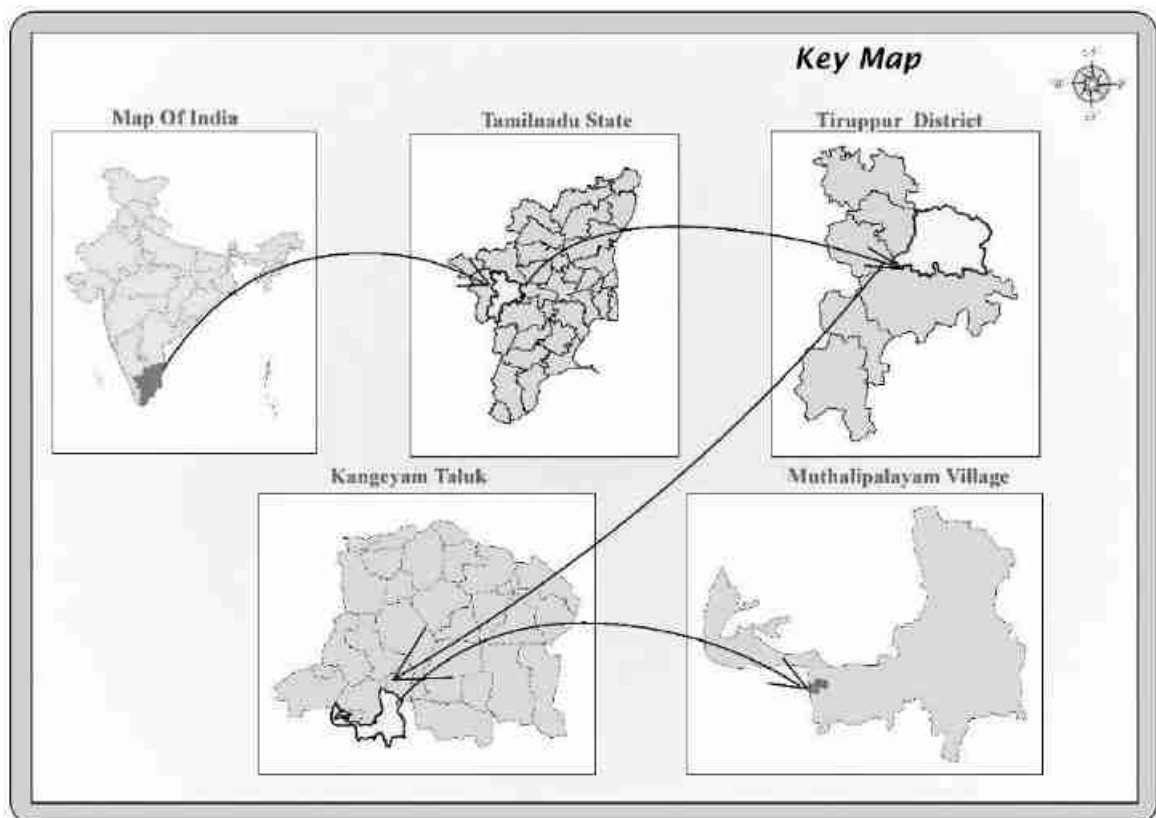 Key Map
Map Of India
Tamilnadu State
Tiruppur District
Kangeyam Taluk
Muthalipalayam Village